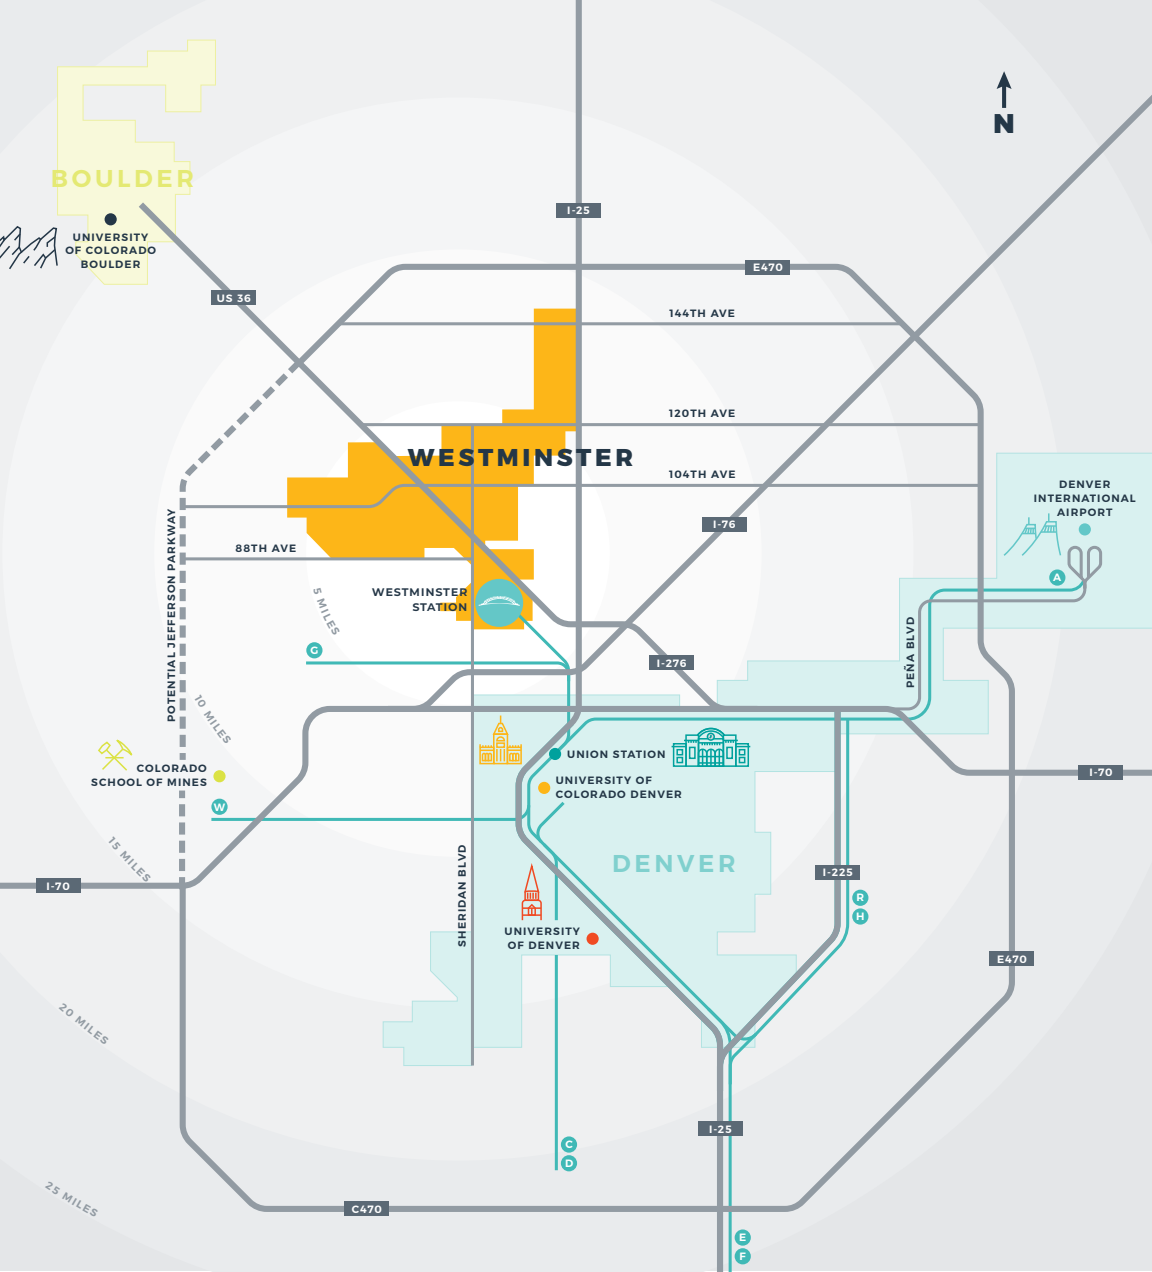 N
BOULDER
I-25
UNIVERSITY
OF COLORADO
BOULDER
E470
US 36
144TH AVE
120TH AVE
WESTMINSTER
104TH AVE
DENVER
INTERNATIONAL
AIRPORT
I-76
POTENTIAL JEFFERSON PARKWAY
88TH AVE
A
WESTMINSTER
STATION
5 MILES
G
PEÑA BLVD
I-276
10 MILES
UNION STATION
COLORADO
SCHOOL OF MINES
I-70
UNIVERSITY OF
COLORADO DENVER
W
15 MILES
DENVER
I-225
I-70
SHERIDAN BLVD
R
H
UNIVERSITY
OF DENVER
E470
20 MILES
I-25
C
D
25 MILES
C470
E
F